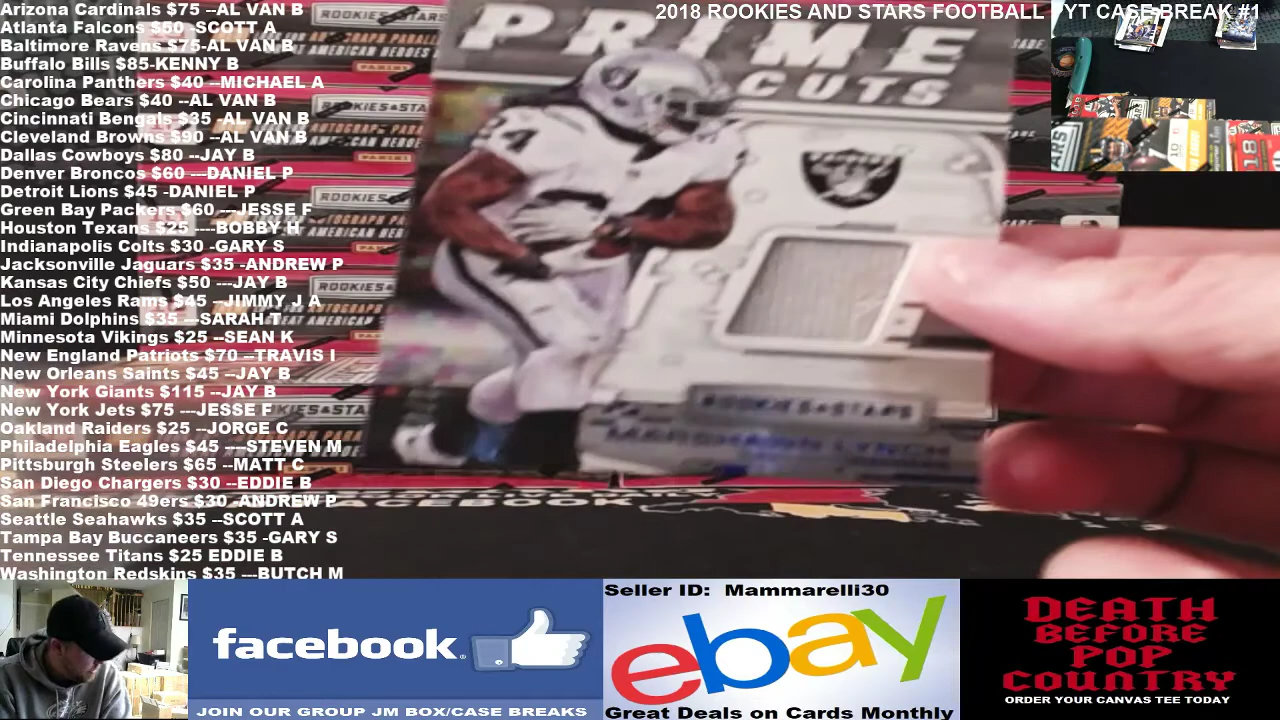 Arizona Cardinals $75 --AL VAN B
Atlanta Falcons $50 -SCOTT A
Baltimore Ravens $75-AL VAN B
Buffalo Bills $85-KENNY B
Carolina Panthers $40 --MICHAEL A
Chicago Bears $40 --AL VAN B
Cincinnati Bengals $35 -AL VAN B
Cleveland Browns $90 --AL VAN B
Dallas Cowboys $80 --JAY B
Denver Broncos $60 ---DANIEL P
Detroit Lions $45 -DANIEL P
Green Bay Packers $60 ---JESSE F
Houston Texans $25 ----BOBBY H
Indianapolis Colts $30 -GARY S
Jacksonville Jaguars $35 -ANDREW P
Kansas City Chiefs $50 ---JAY B
Los Angeles Rams $45 --JIMMY J A
Miami Dolphins $35 ---SARAH T
Minnesota Vikings $25 --SEAN K
New England Patriots $70 --TRAVIS I
New Orleans Saints $45 --JAY B
New York Giants $115 --JAY B
New York Jets $75 ---JESSE F
Oakland Raiders $25 --JORGE C
Philadelphia Eagles $45 ----STEVEN M
Pittsburgh Steelers $65 --MATT C
San Diego Chargers $30 --EDDIE B
San Francisco 49ers $30 -ANDREW P
Seattle Seahawks $35 --SCOTT A
Tampa Bay Buccaneers $35 -GARY S
Tennessee Titans $25 EDDIE B
Washington Redskins $35 ---BUTCH M
2018 ROOKIES AND STARS FOOTBALL YT CASE BREAK #1
PRIME
CUTS
RAIDERS
24
ROOKIES & STARS
MARSHAWN LYNCH
FACEBOOK
facebook
JOIN OUR GROUP JM BOX/CASE BREAKS
Seller ID: Mammarelli30
ebay
Great Deals on Cards Monthly
DEATH
BEFORE
POP
COUNTRY
ORDER YOUR CANVAS TEE TODAY